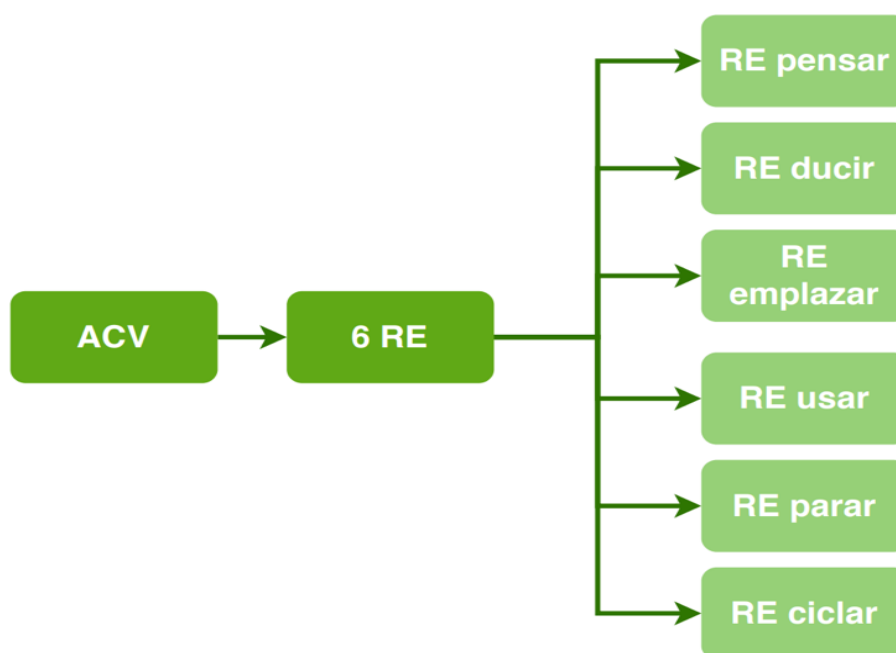 ACV
6 RE
RE pensar
RE ducir
RE
emplazar
RE usar
RE parar
RE ciclar